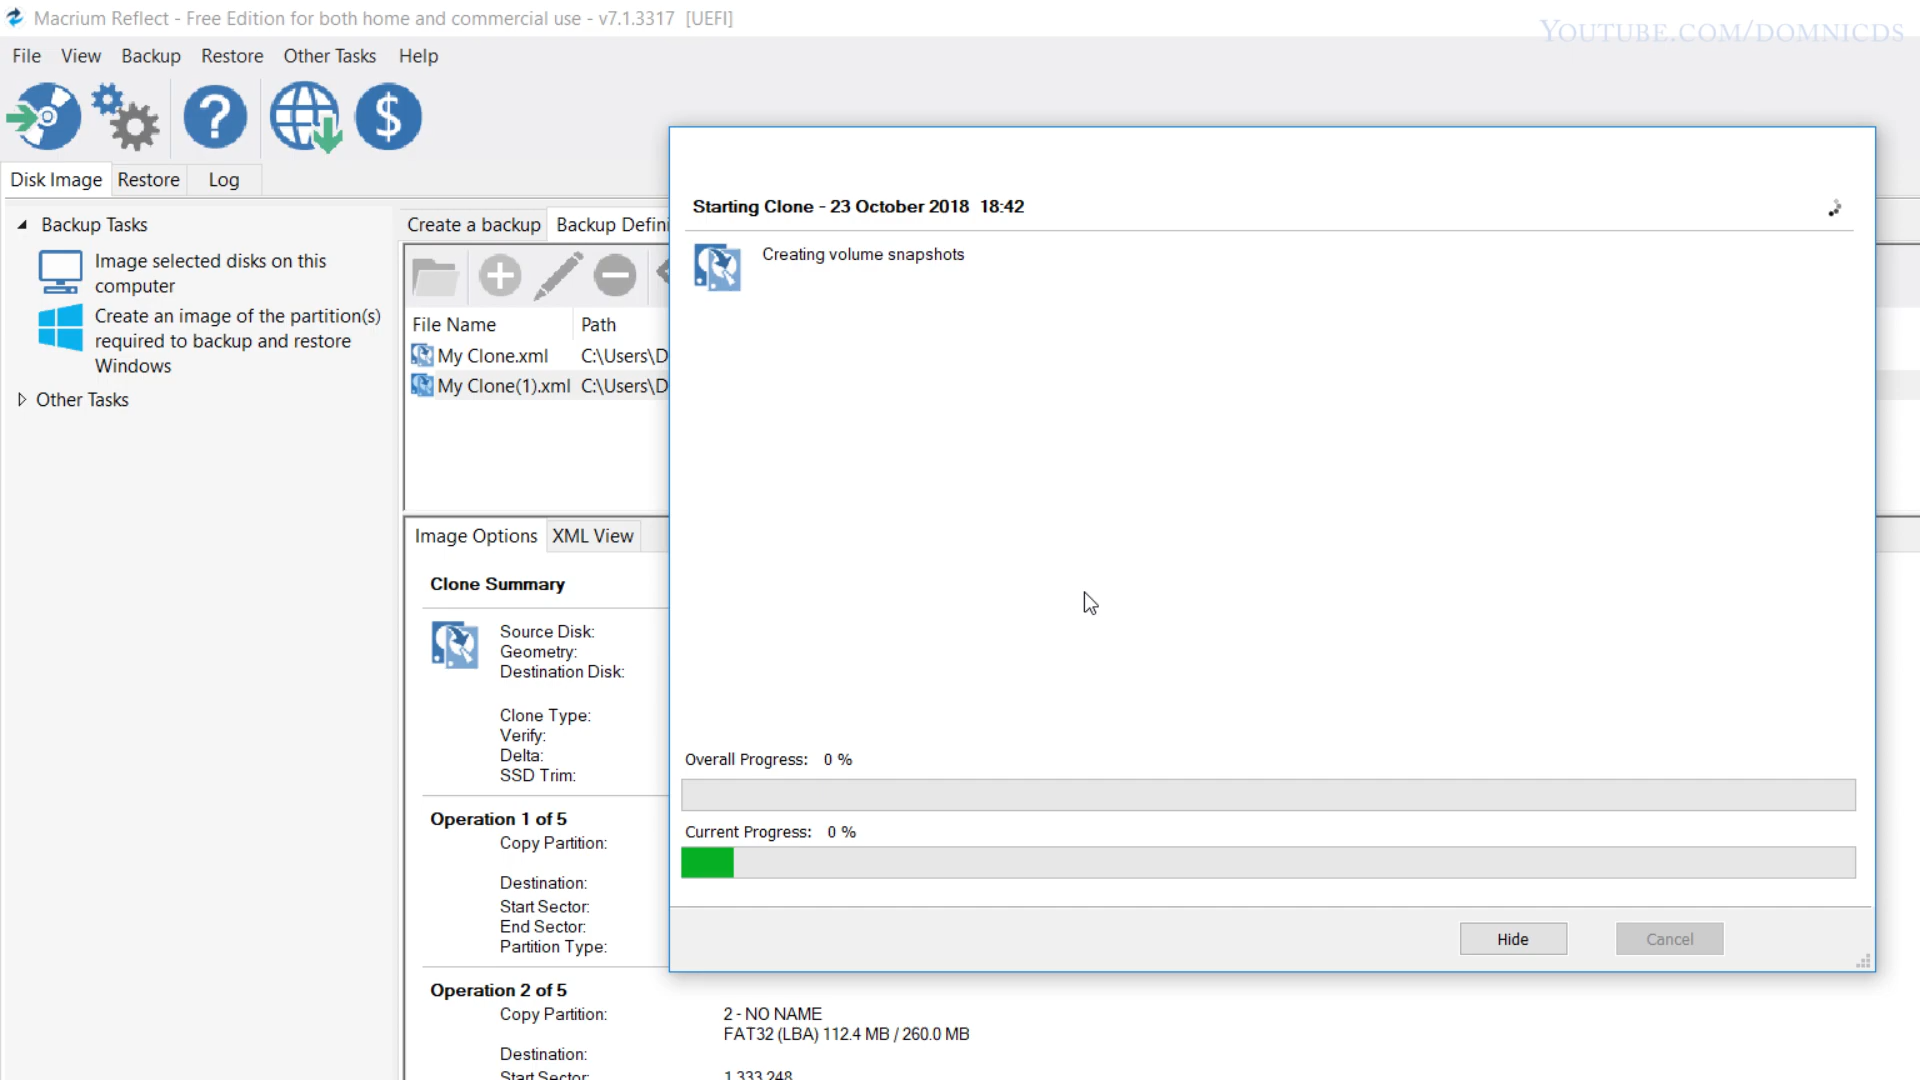 Macrium Reflect - Free Edition for both home and commercial use - v7.1.3317 [UEFI]
YOUTUBE.COM/DOMNICDS
File View Backup Restore Other Tasks Help
Disk Image Restore Log
Backup Tasks
Image selected disks on this
computer
Create an image of the partition(s)
required to backup and restore
Windows
Other Tasks
Create a backup Backup Defini
File Name Path
My Clone.xml C:\Users\D
My Clone(1).xml C:\Users\D
Image Options XML View
Clone Summary
Source Disk:
Geometry:
Destination Disk:
Clone Type:
Verify:
Delta:
SSD Trim:
Operation 1 of 5
Copy Partition:
Destination:
Start Sector:
End Sector:
Partition Type:
Operation 2 of 5
Copy Partition: 2 - NO NAME
FAT32 (LBA) 112.4 MB / 260.0 MB
Destination:
Start Sector: 1,333,248
Starting Clone - 23 October 2018 18:42
Creating volume snapshots
Overall Progress: 0 %
Current Progress: 0 %
Hide Cancel